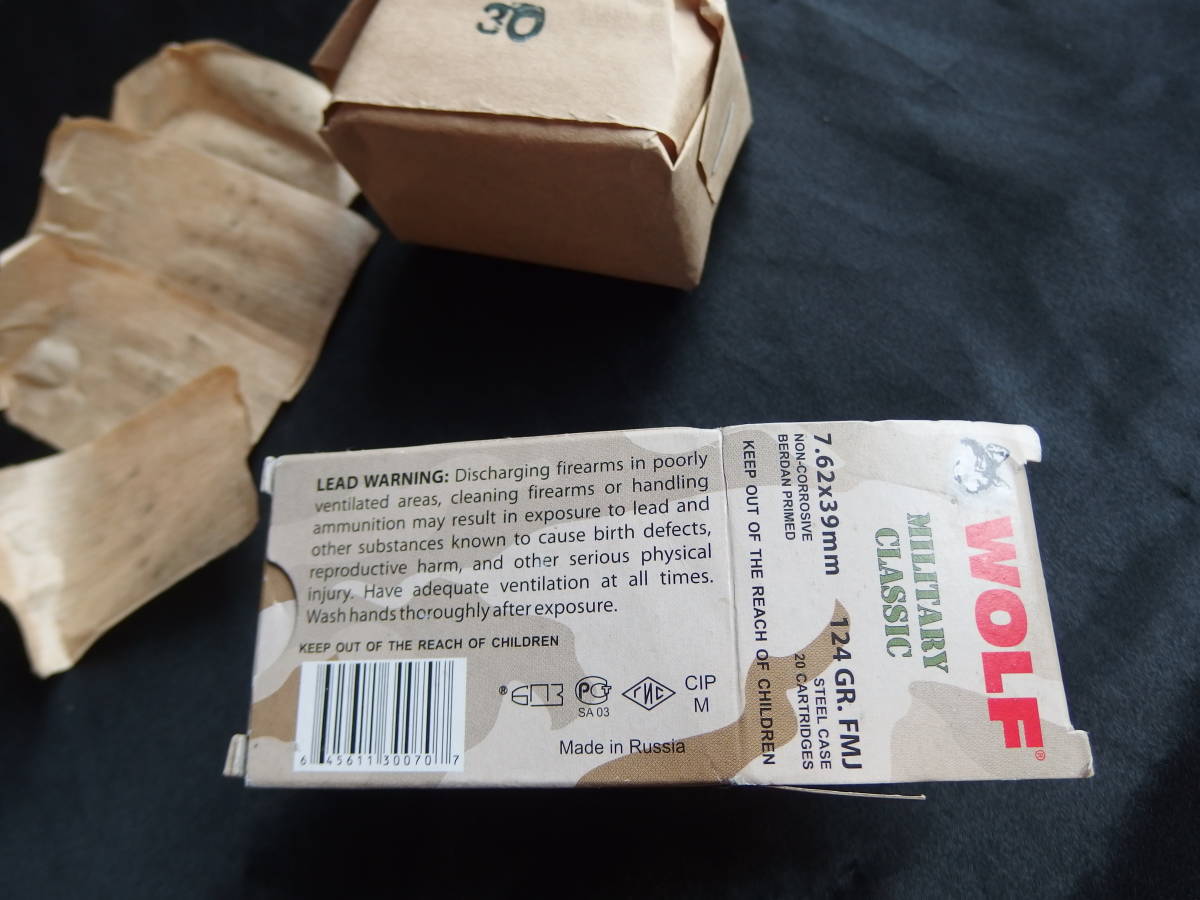 30
LEAD WARNING: Discharging firearms in poorly
ventilated areas, cleaning firearms or handling
ammunition may result in exposure to lead and
other substances known to cause birth defects,
reproductive harm, and other serious physical
injury. Have adequate ventilation at all times.
Wash hands thoroughly after exposure.
KEEP OUT OF THE REACH OF CHILDREN
6 45611 30070 7
®
SA 03
CIP
M
Made in Russia
WOLF®
MILITARY
CLASSIC
7.62x39mm 124 GR. FMJ
NON-CORROSIVE STEEL CASE
BERDAN PRIMED 20 CARTRIDGES
KEEP OUT OF THE REACH OF CHILDREN